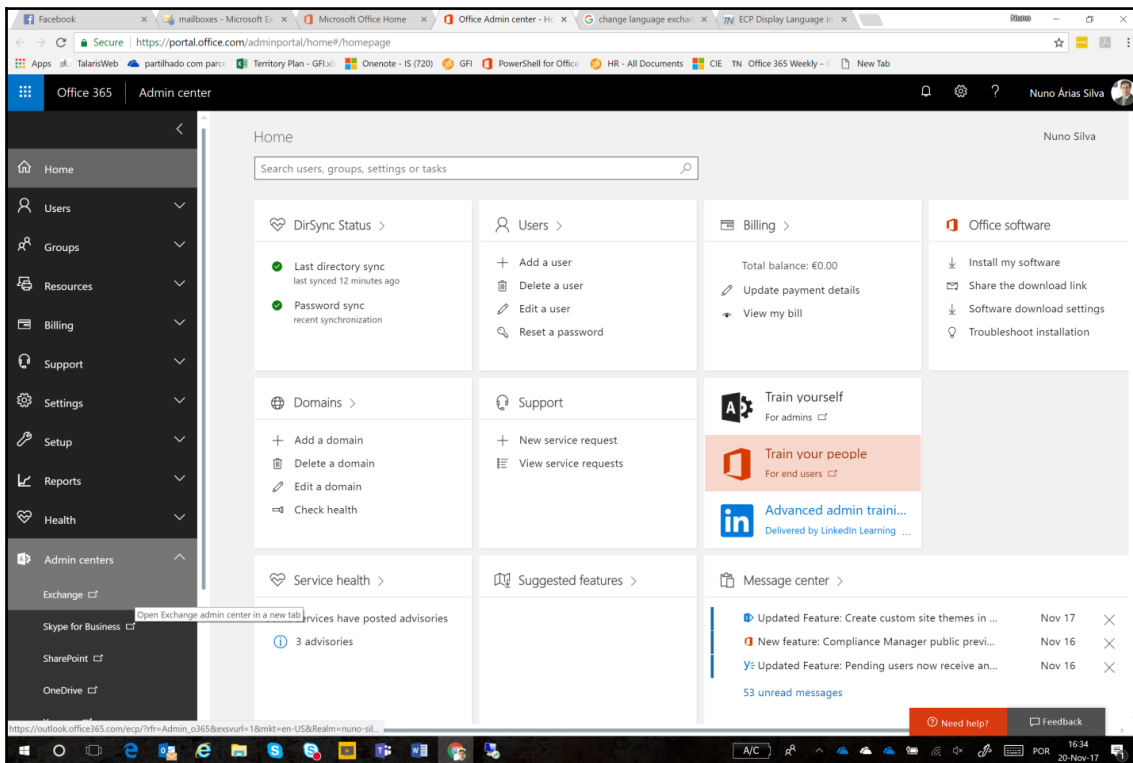 Facebook
mailboxes - Microsoft Ex
Microsoft Office Home
Office Admin center - Ho
change language exchan
ECP Display Language in
Nuno
Secure
https://portal.office.com/adminportal/home#/homepage
Apps
TalarisWeb
partilhado com parce
Territory Plan - GFI.xls
Onenote - IS (720)
GFI
PowerShell for Office
HR - All Documents
CIE
TN Office 365 Weekly – (
New Tab
Office 365
Admin center
?
Nuno Árias Silva
Home
Users
Groups
Resources
Billing
Support
Settings
Setup
Reports
Health
Admin centers
Exchange
Open Exchange admin center in a new tab
Skype for Business
SharePoint
OneDrive
Home
Nuno Silva
Search users, groups, settings or tasks
DirSync Status >
Last directory sync
last synced 12 minutes ago
Password sync
recent synchronization
Users >
Add a user
Delete a user
Edit a user
Reset a password
Billing >
Total balance: €0.00
Update payment details
View my bill
Office software
Install my software
Share the download link
Software download settings
Troubleshoot installation
Domains >
Add a domain
Delete a domain
Edit a domain
Check health
Support
New service request
View service requests
Train yourself
For admins
Train your people
For end users
Advanced admin traini...
Delivered by LinkedIn Learning ...
Service health >
ervices have posted advisories
3 advisories
Suggested features >
Message center >
Updated Feature: Create custom site themes in ... Nov 17
New feature: Compliance Manager public previ... Nov 16
Updated Feature: Pending users now receive an... Nov 16
53 unread messages
Need help?
Feedback
https://outlook.office365.com/ecp/?rfr=Admin_o365&exsvurl=1&mkt=en-US&Realm=nuno-sil...
A/C
POR
16:34
20-Nov-17